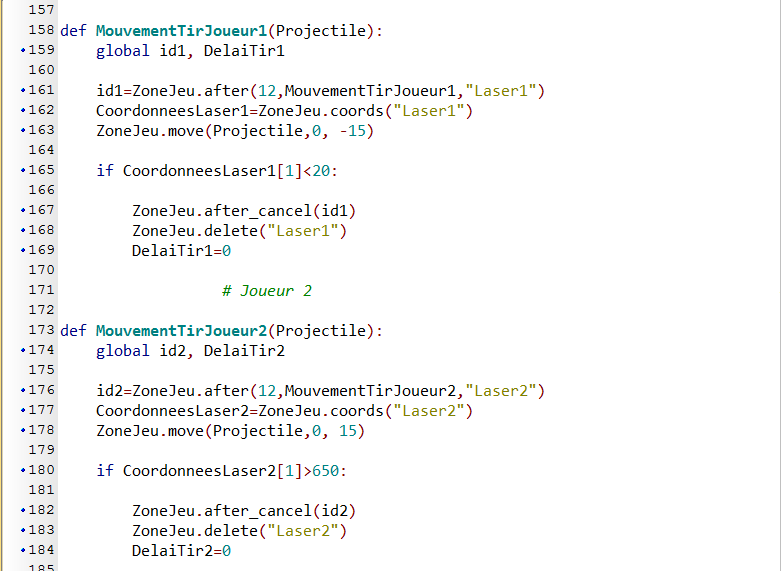 157
158 def MouvementTirJoueur1(Projectile):
159 global id1, DelaiTir1
160
161 id1=ZoneJeu.after(12,MouvementTirJoueur1,"Laser1")
162 CoordonneesLaser1=ZoneJeu.coords("Laser1")
163 ZoneJeu.move(Projectile,0, -15)
164
165 if CoordonneesLaser1[1]<20:
166
167 ZoneJeu.after_cancel(id1)
168 ZoneJeu.delete("Laser1")
169 DelaiTir1=0
170
171 # Joueur 2
172
173 def MouvementTirJoueur2(Projectile):
174 global id2, DelaiTir2
175
176 id2=ZoneJeu.after(12,MouvementTirJoueur2,"Laser2")
177 CoordonneesLaser2=ZoneJeu.coords("Laser2")
178 ZoneJeu.move(Projectile,0, 15)
179
180 if CoordonneesLaser2[1]>650:
181
182 ZoneJeu.after_cancel(id2)
183 ZoneJeu.delete("Laser2")
184 DelaiTir2=0
185